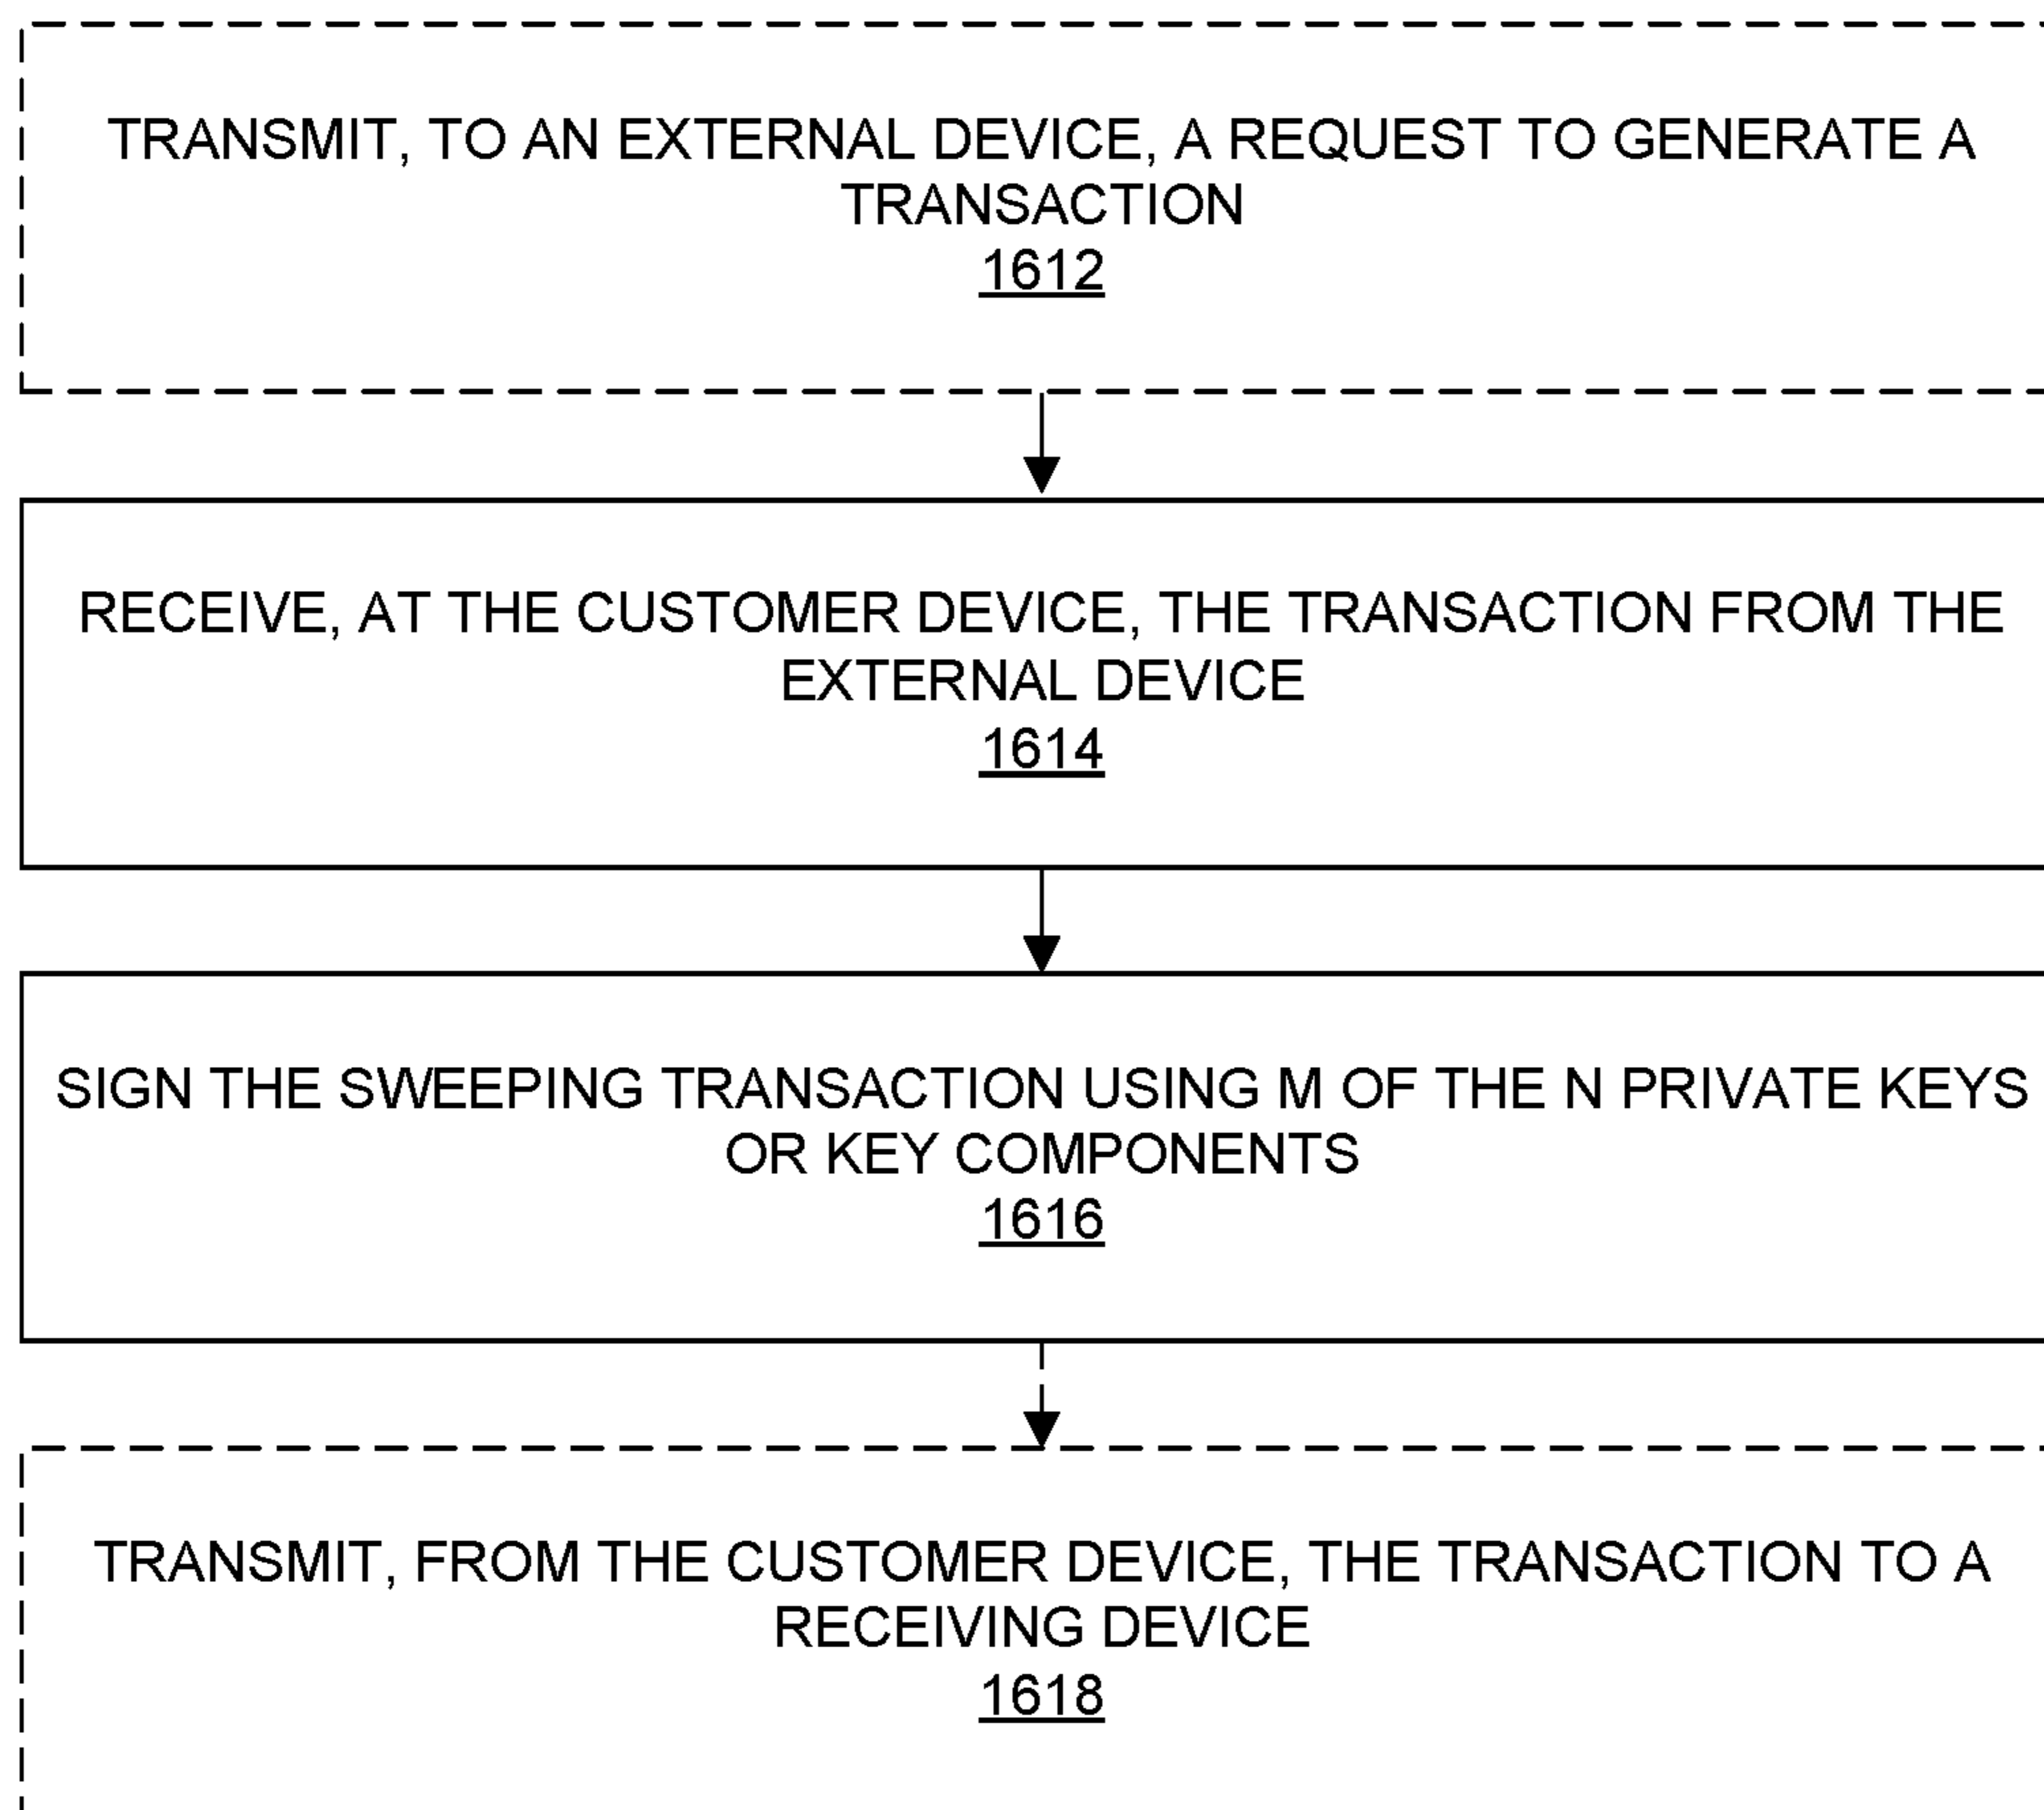 TRANSMIT, TO AN EXTERNAL DEVICE, A REQUEST TO GENERATE A
TRANSACTION
1612
RECEIVE, AT THE CUSTOMER DEVICE, THE TRANSACTION FROM THE
EXTERNAL DEVICE
1614
SIGN THE SWEEPING TRANSACTION USING M OF THE N PRIVATE KEYS
OR KEY COMPONENTS
1616
TRANSMIT, FROM THE CUSTOMER DEVICE, THE TRANSACTION TO A
RECEIVING DEVICE
1618